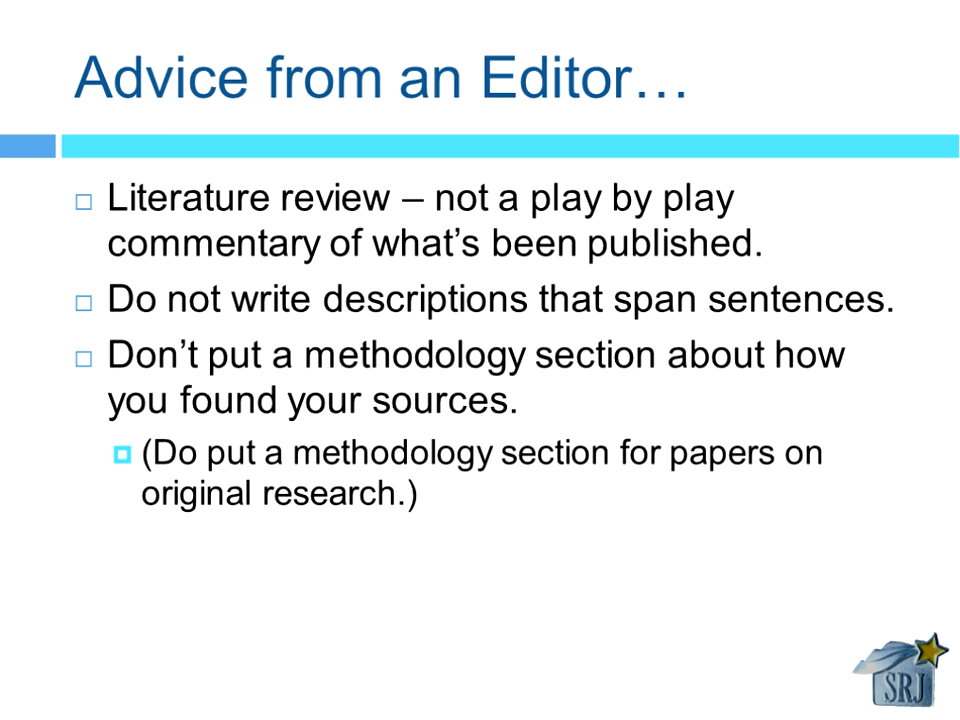 Advice from an Editor…
Literature review – not a play by play
commentary of what’s been published.
Do not write descriptions that span sentences.
Don’t put a methodology section about how
you found your sources.
(Do put a methodology section for papers on
original research.)
SRJ